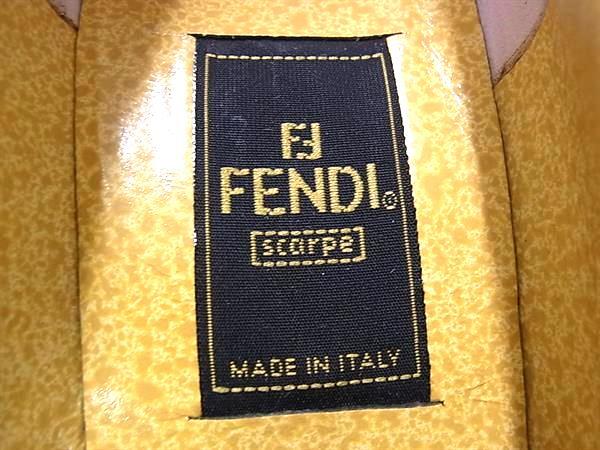 FF
FENDI®
scarpe
MADE IN ITALY